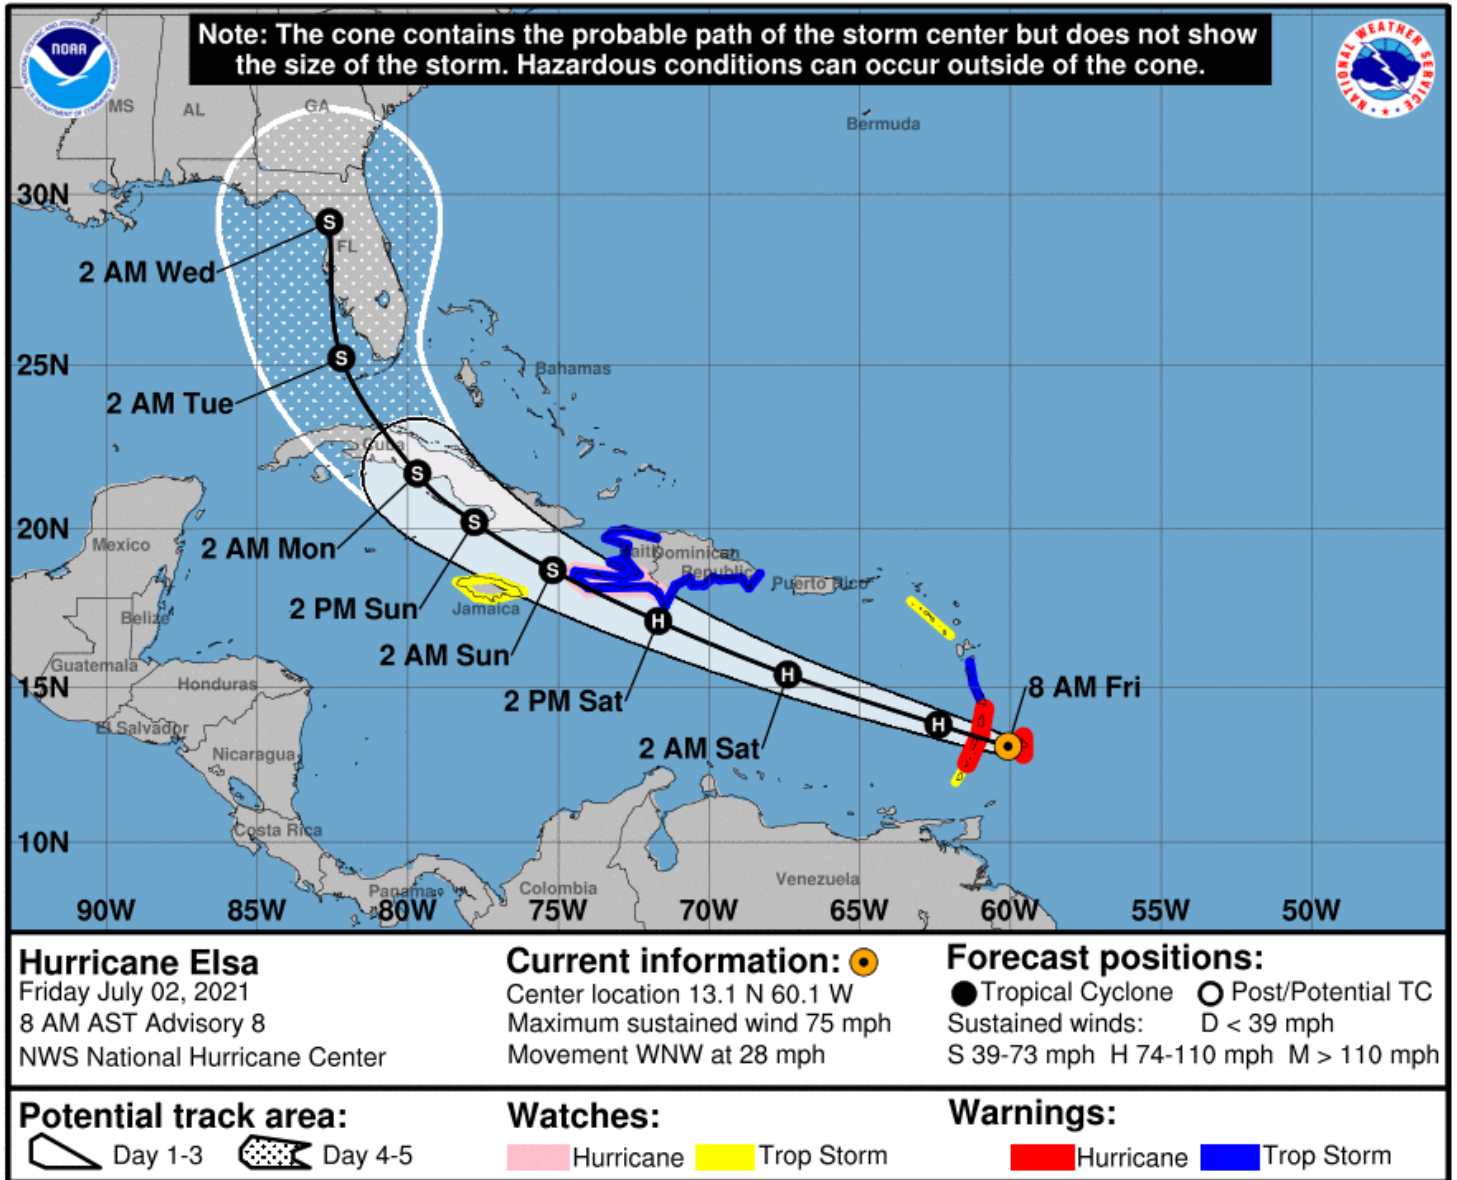 Note: The cone contains the probable path of the storm center but does not show
the size of the storm. Hazardous conditions can occur outside of the cone.
NOAA
NATIONAL WEATHER SERVICE
MS
AL
GA
Bermuda
30N
FL
2 AM Wed
25N
Bahamas
2 AM Tue
Cuba
20N
Mexico
2 AM Mon
Haiti
Dominican
Republic
Puerto Rico
2 PM Sun
Jamaica
Belize
2 AM Sun
Guatemala
15N
Honduras
2 PM Sat
8 AM Fri
El Salvador
Nicaragua
2 AM Sat
Costa Rica
10N
Panama
Colombia
Venezuela
S
S
S
S
S
H
H
H
90W 85W 80W 75W 70W 65W 60W 55W 50W
Hurricane Elsa
Friday July 02, 2021
8 AM AST Advisory 8
NWS National Hurricane Center
Current information:
Center location 13.1 N 60.1 W
Maximum sustained wind 75 mph
Movement WNW at 28 mph
Forecast positions:
Tropical Cyclone Post/Potential TC
Sustained winds: D < 39 mph
S 39-73 mph H 74-110 mph M > 110 mph
Potential track area:
Day 1-3 Day 4-5
Watches:
Hurricane Trop Storm
Warnings:
Hurricane Trop Storm